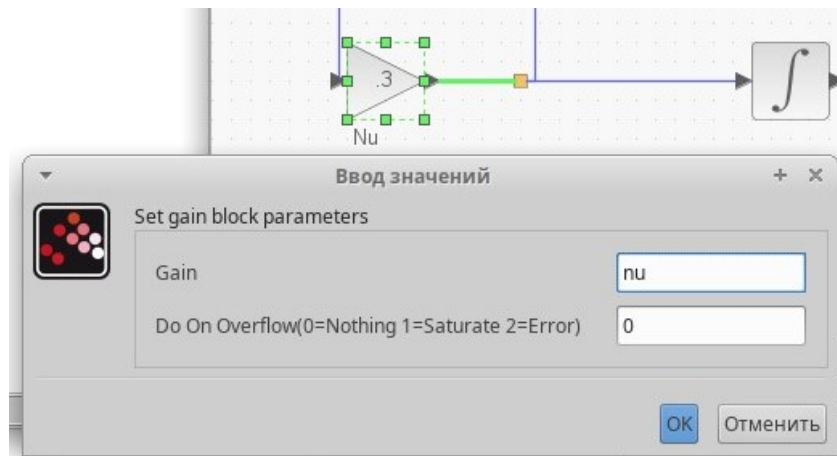 .3
Nu
Ввод значений
Set gain block parameters
Gain nu
Do On Overflow(0=Nothing 1=Saturate 2=Error) 0
OK Отменить